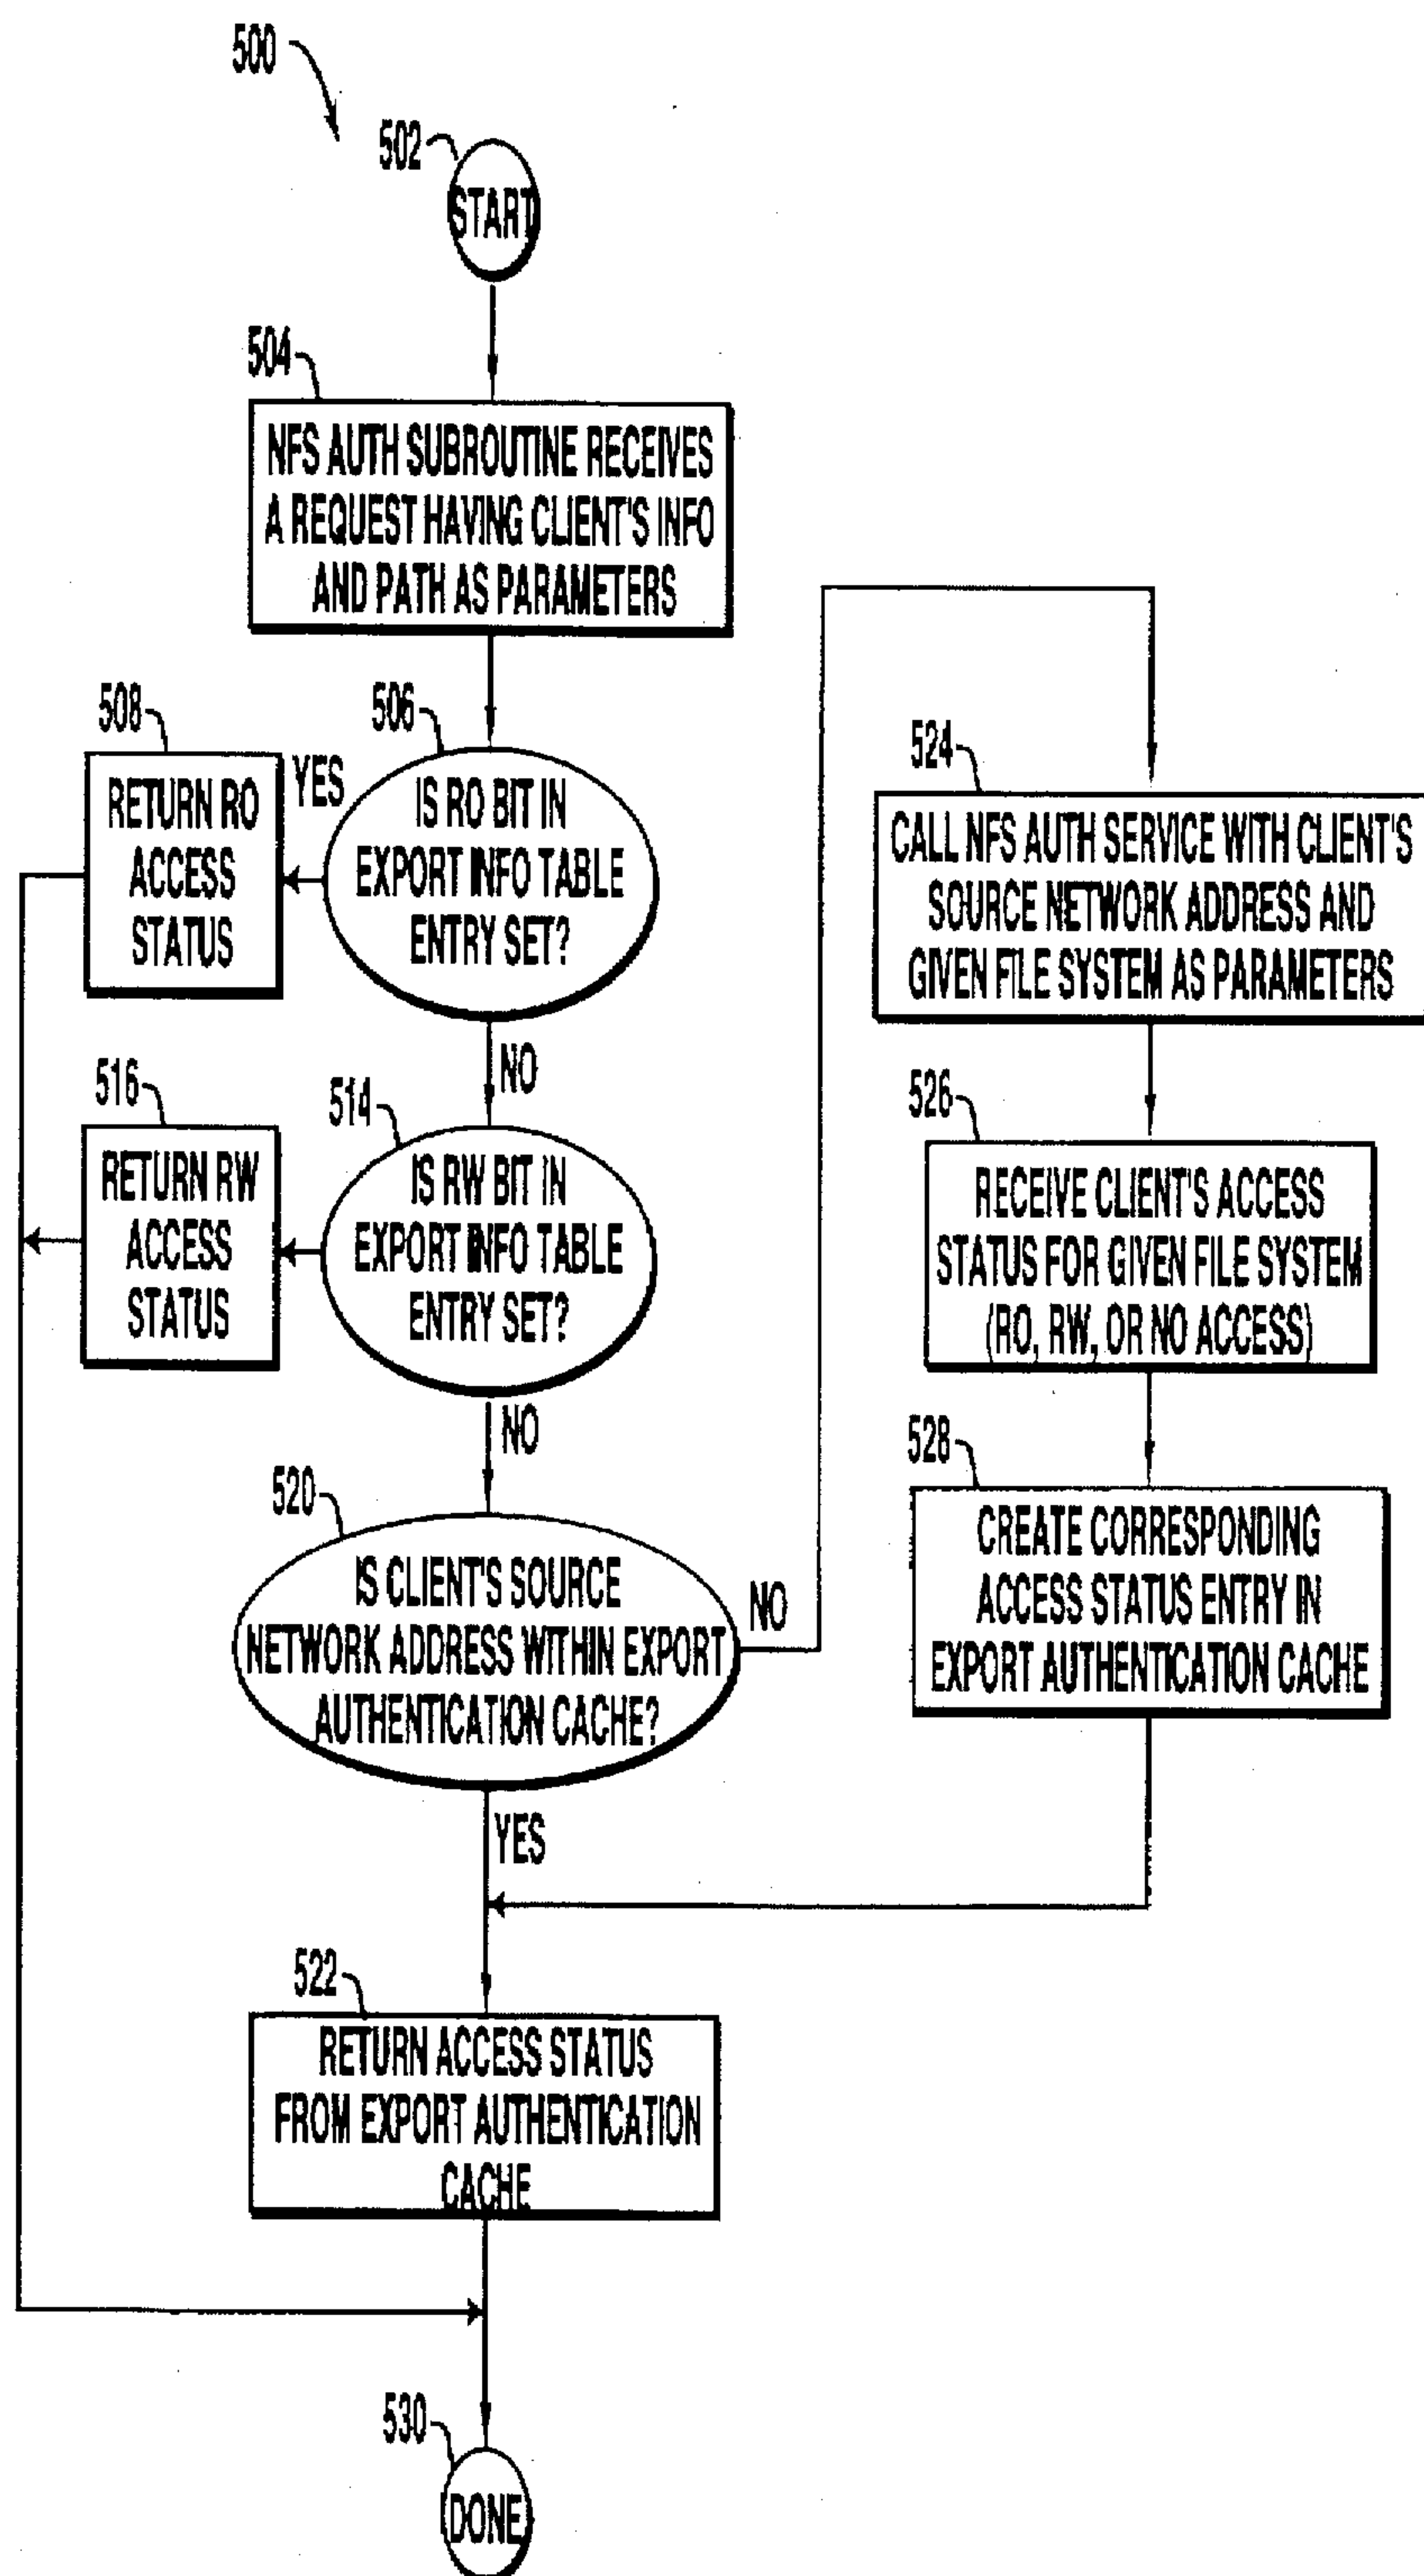 500
502
START
504
NFS AUTH SUBROUTINE RECEIVES
A REQUEST HAVING CLIENT'S INFO
AND PATH AS PARAMETERS
506
IS RO BIT IN
EXPORT INFO TABLE
ENTRY SET?
YES
508
RETURN RO
ACCESS
STATUS
NO
514
IS RW BIT IN
EXPORT INFO TABLE
ENTRY SET?
516
RETURN RW
ACCESS
STATUS
NO
520
IS CLIENT'S SOURCE
NETWORK ADDRESS WITHIN EXPORT
AUTHENTICATION CACHE?
NO
524
CALL NFS AUTH SERVICE WITH CLIENT'S
SOURCE NETWORK ADDRESS AND
GIVEN FILE SYSTEM AS PARAMETERS
526
RECEIVE CLIENT'S ACCESS
STATUS FOR GIVEN FILE SYSTEM
(RO, RW, OR NO ACCESS)
528
CREATE CORRESPONDING
ACCESS STATUS ENTRY IN
EXPORT AUTHENTICATION CACHE
YES
522
RETURN ACCESS STATUS
FROM EXPORT AUTHENTICATION
CACHE
530
DONE